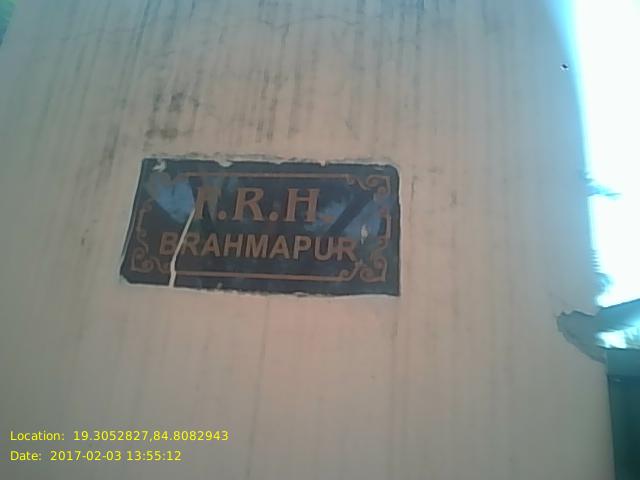 F.R.H.
BRAHMAPUR
Location: 19.3052827,84.8082943
Date: 2017-02-03 13:55:12